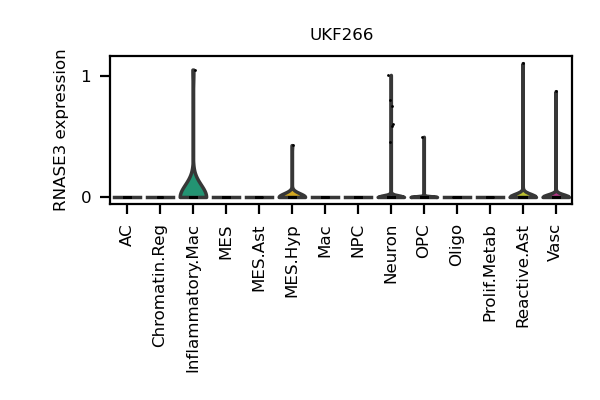 UKF266
RNASE3 expression
1
0
AC
Chromatin.Reg
Inflammatory.Mac
MES
MES.Ast
MES.Hyp
Mac
NPC
Neuron
OPC
Oligo
Prolif.Metab
Reactive.Ast
Vasc